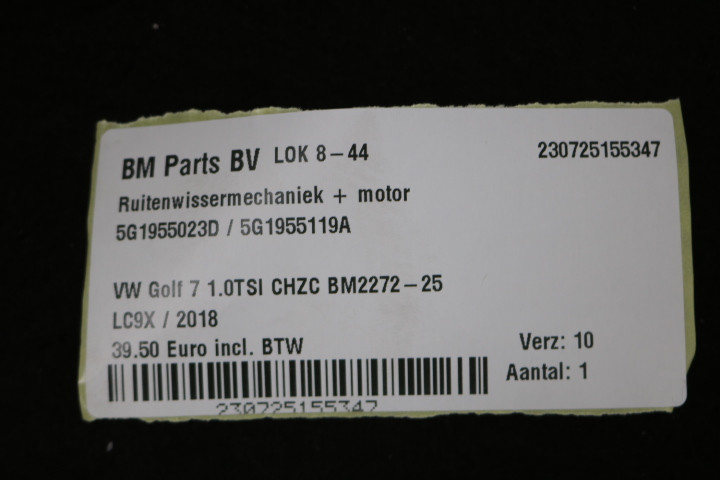 BM Parts BV LOK 8-44 230725155347
Ruitenwissermechaniek + motor
5G1955023D / 5G1955119A
VW Golf 7 1.0TSI CHZC BM2272-25
LC9X / 2018
39.50 Euro incl. BTW Verz: 10
Aantal: 1
230725155347